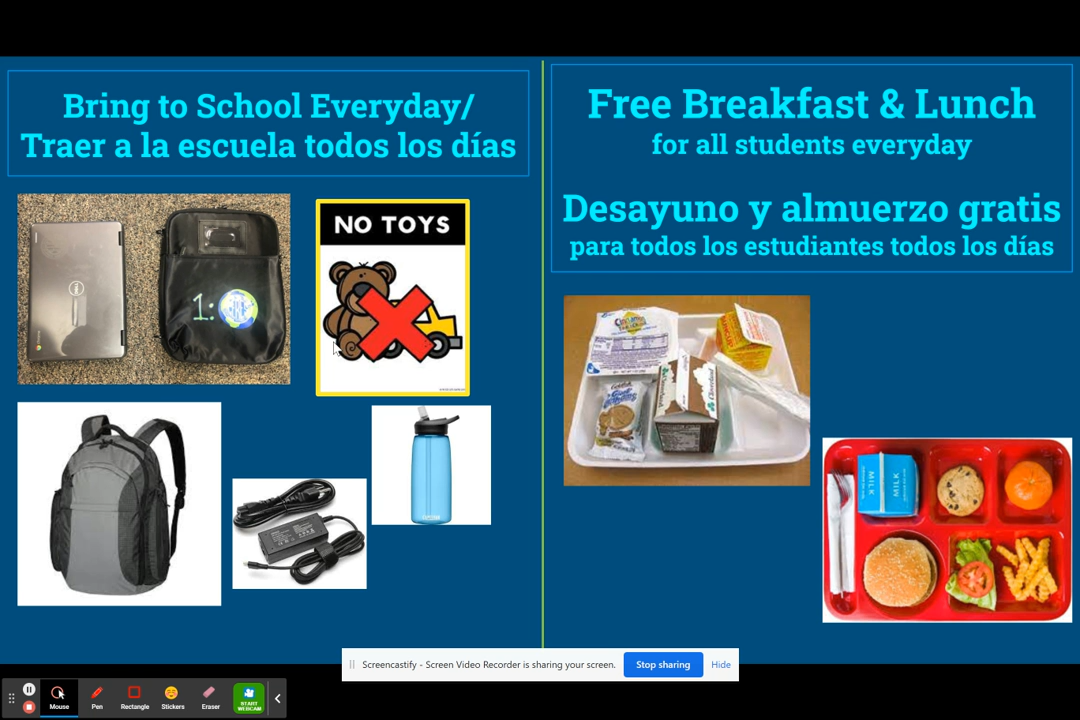 Bring to School Everyday/
Traer a la escuela todos los días
NO TOYS
1:
Free Breakfast & Lunch
for all students everyday
Desayuno y almuerzo gratis
para todos los estudiantes todos los días
MILK
Screencastify - Screen Video Recorder is sharing your screen.
Stop sharing
Hide
Mouse
Pen
Rectangle
Stickers
Eraser
START
WEBCAM